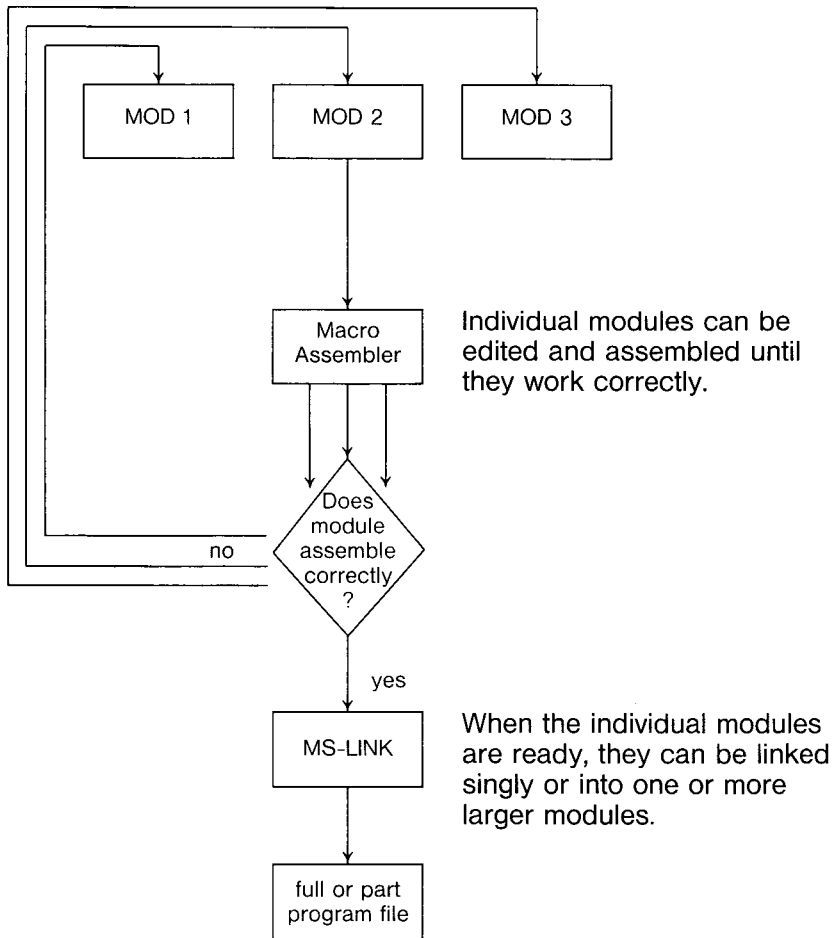 MOD 1
MOD 2
MOD 3
Macro
Assembler
Individual modules can be
edited and assembled until
they work correctly.
Does
module
assemble
correctly
?
no
yes
MS-LINK
When the individual modules
are ready, they can be linked
singly or into one or more
larger modules.
full or part
program file